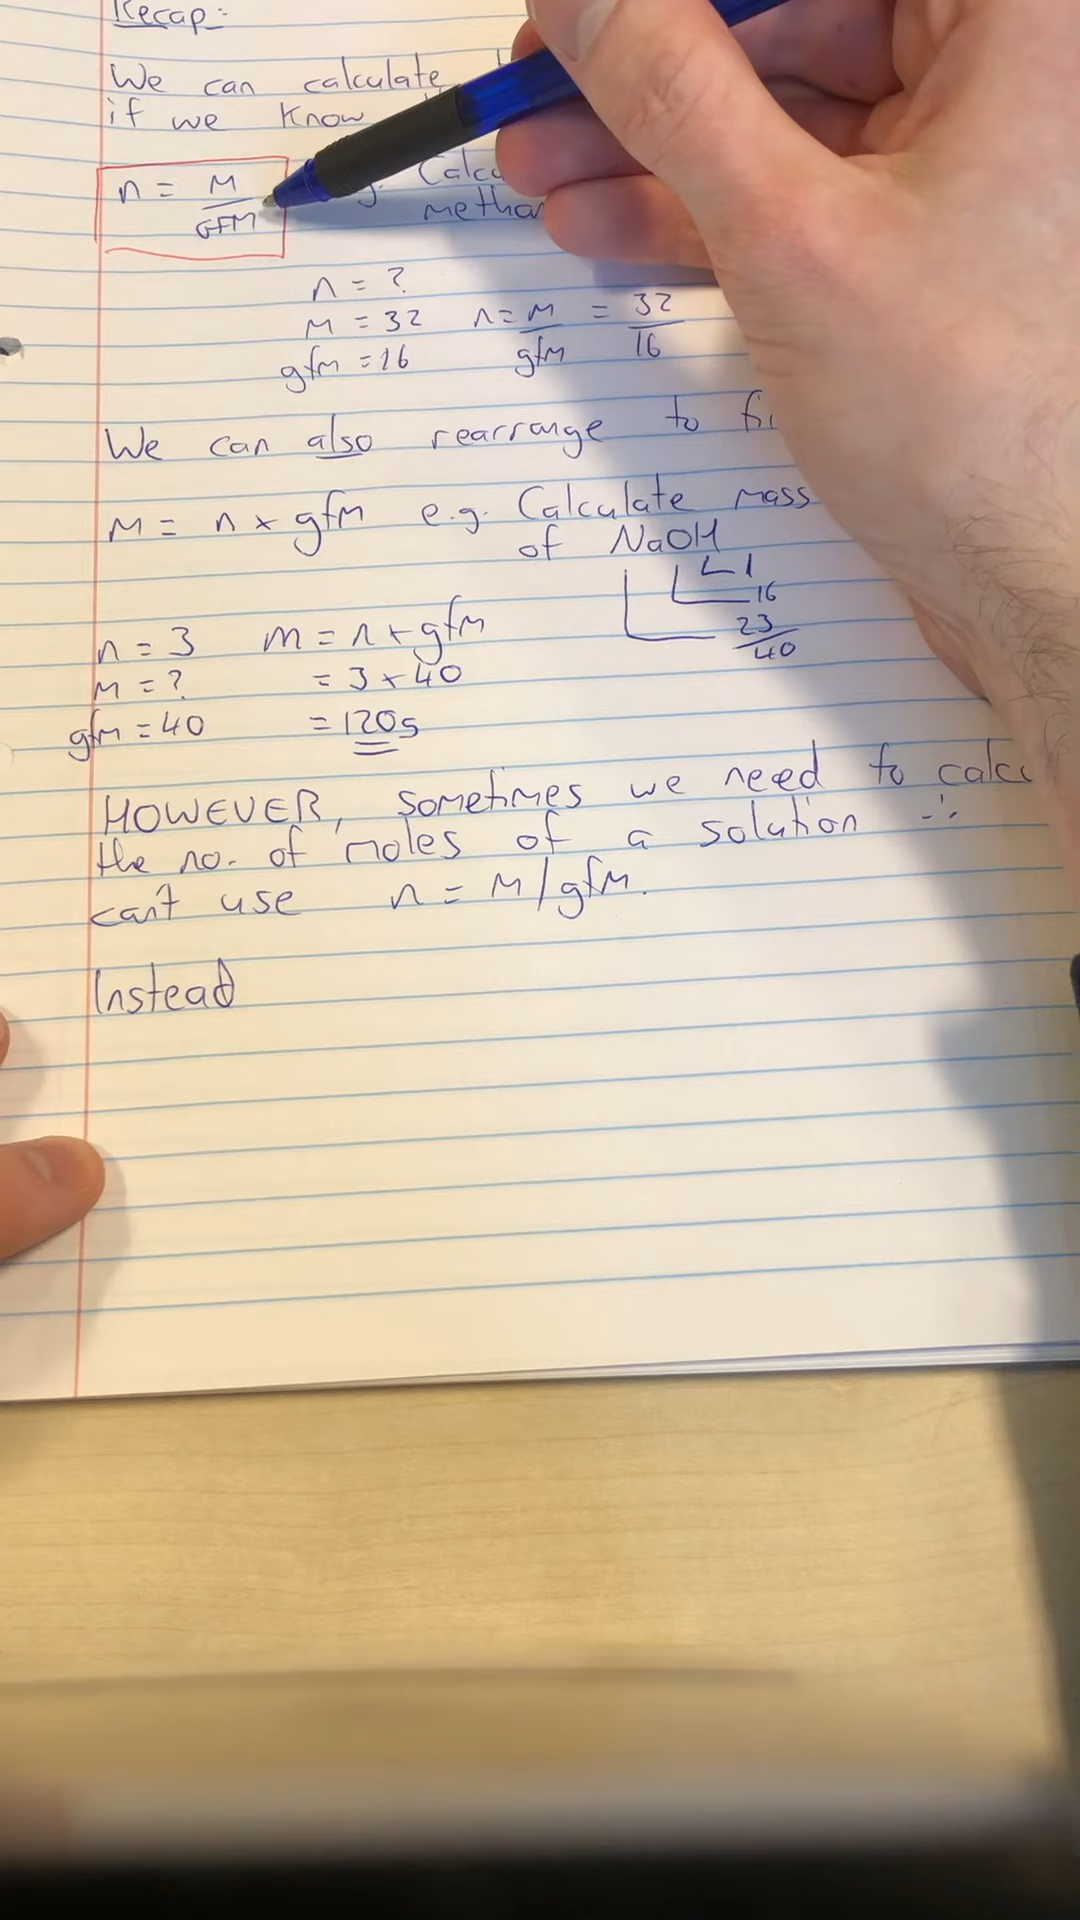 Recap:
We can calculate
if we know
n = M / GFM
e.g. Calcu
methan
n = ?
M = 32 n = M / gfm = 32 / 16
gfm = 16
We can also rearrange to fi
M = n x gfm e.g. Calculate mass
of NaOH
1
16
n = 3 m = n x gfm 23
40
M = ? = 3 x 40
gfm = 40 = 120g
HOWEVER, sometimes we need to calcu
the no. of moles of a solution ∴
can't use n = M/gfm.
Instead